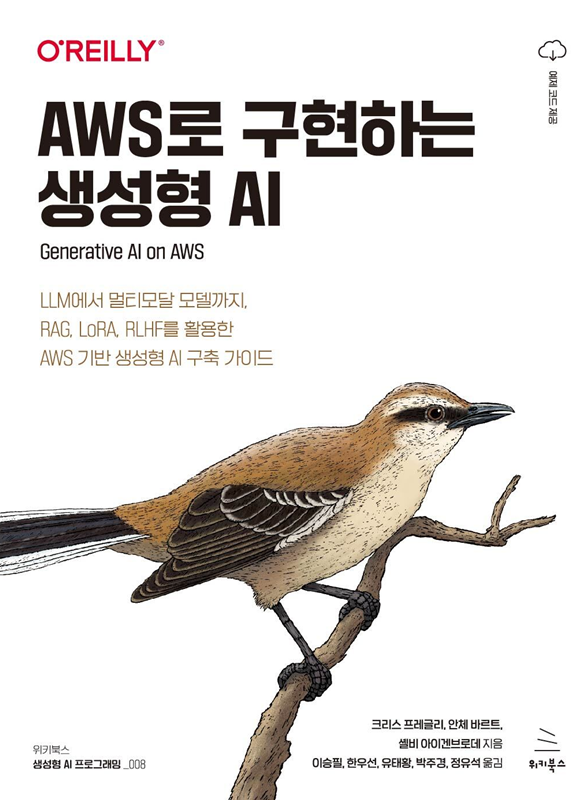 O'REILLY®
예제 코드 제공
AWS로 구현하는
생성형 AI
Generative AI on AWS
LLM에서 멀티모달 모델까지,
RAG, LoRA, RLHF를 활용한
AWS 기반 생성형 AI 구축 가이드
크리스 프레글리, 안체 바르트,
셸비 아이겐브로데 지음
이승필, 한우선, 유태황, 박주경, 정유석 옮김
위키북스
생성형 AI 프로그래밍 _008
위키북스